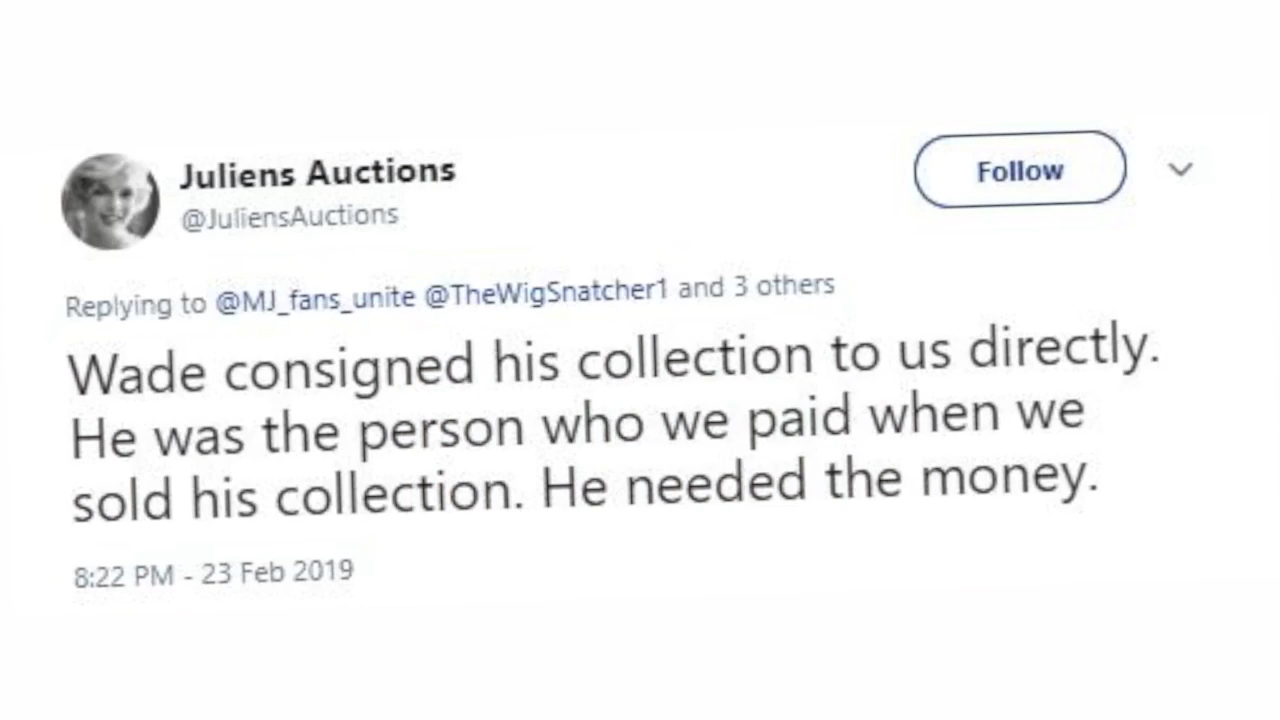 Juliens Auctions
@JuliensAuctions
Follow
Replying to @MJ_fans_unite @TheWigSnatcher1 and 3 others
Wade consigned his collection to us directly.
He was the person who we paid when we
sold his collection. He needed the money.
8:22 PM - 23 Feb 2019